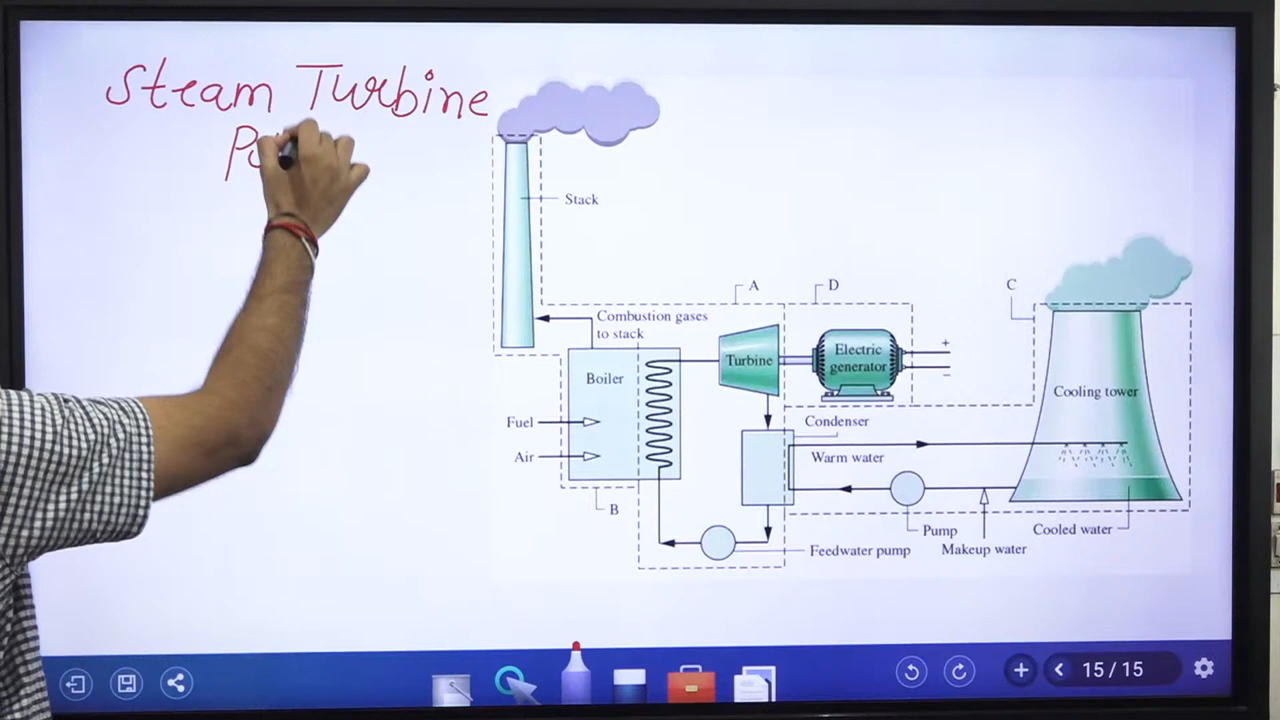 Steam Turbine
Stack
A
D
C
Combustion gases
to stack
+
Electric
generator
Turbine
−
Boiler
Cooling tower
Fuel
Condenser
Air
Warm water
B
Pump
Cooled water
Feedwater pump
Makeup water
15/15